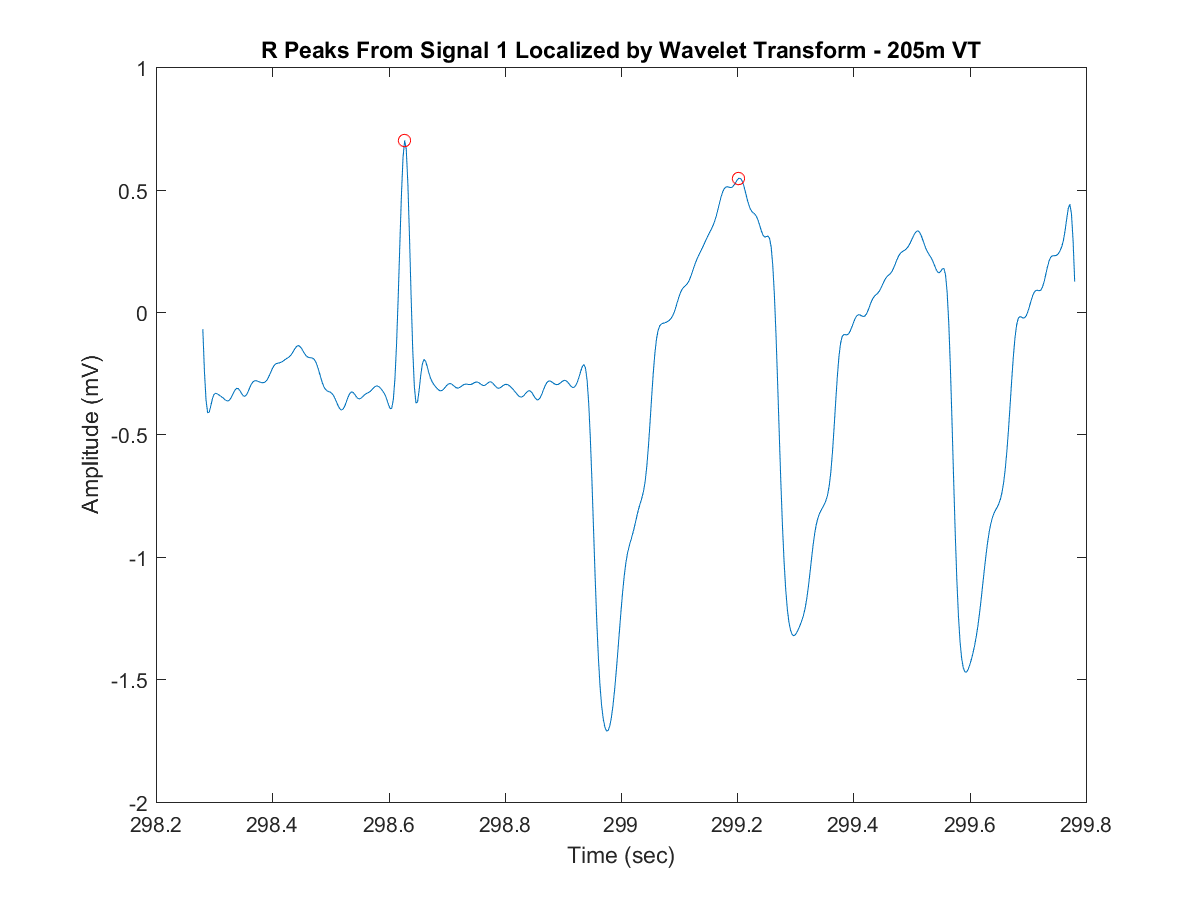 R Peaks From Signal 1 Localized by Wavelet Transform - 205m VT
1
0.5
0
-0.5
-1
-1.5
-2
Amplitude (mV)
298.2 298.4 298.6 298.8 299 299.2 299.4 299.6 299.8
Time (sec)